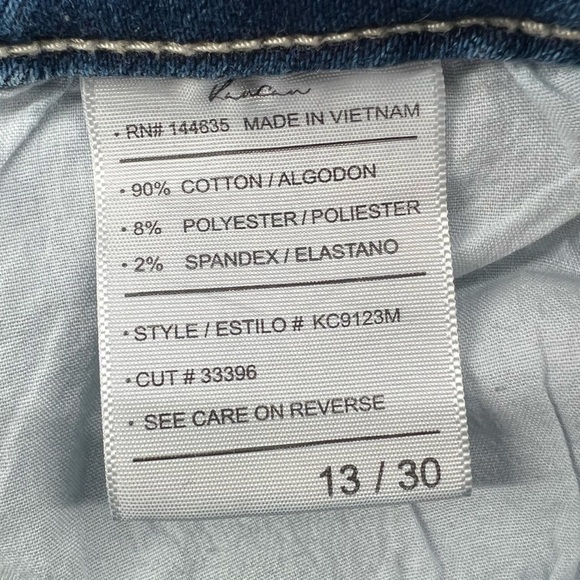 • RN# 144635 MADE IN VIETNAM
• 90% COTTON / ALGODON
• 8% POLYESTER / POLIESTER
• 2% SPANDEX / ELASTANO
• STYLE / ESTILO # KC9123M
• CUT # 33396
• SEE CARE ON REVERSE
13 / 30